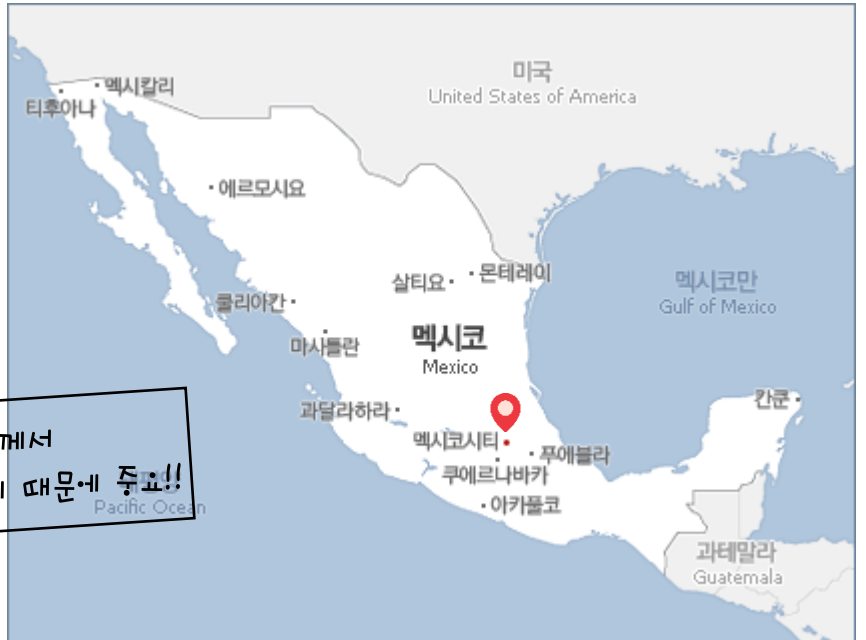 미국
United States of America
멕시칼리
티후아나
에르모시요
살티요
몬테레이
멕시코만
Gulf of Mexico
쿨리아칸
마사틀란
멕시코
Mexico
과달라하라
칸쿤
멕시코시티
푸에블라
쿠에르나바카
아카풀코
께서
때문에 주요!!
Pacific Ocean
과테말라
Guatemala